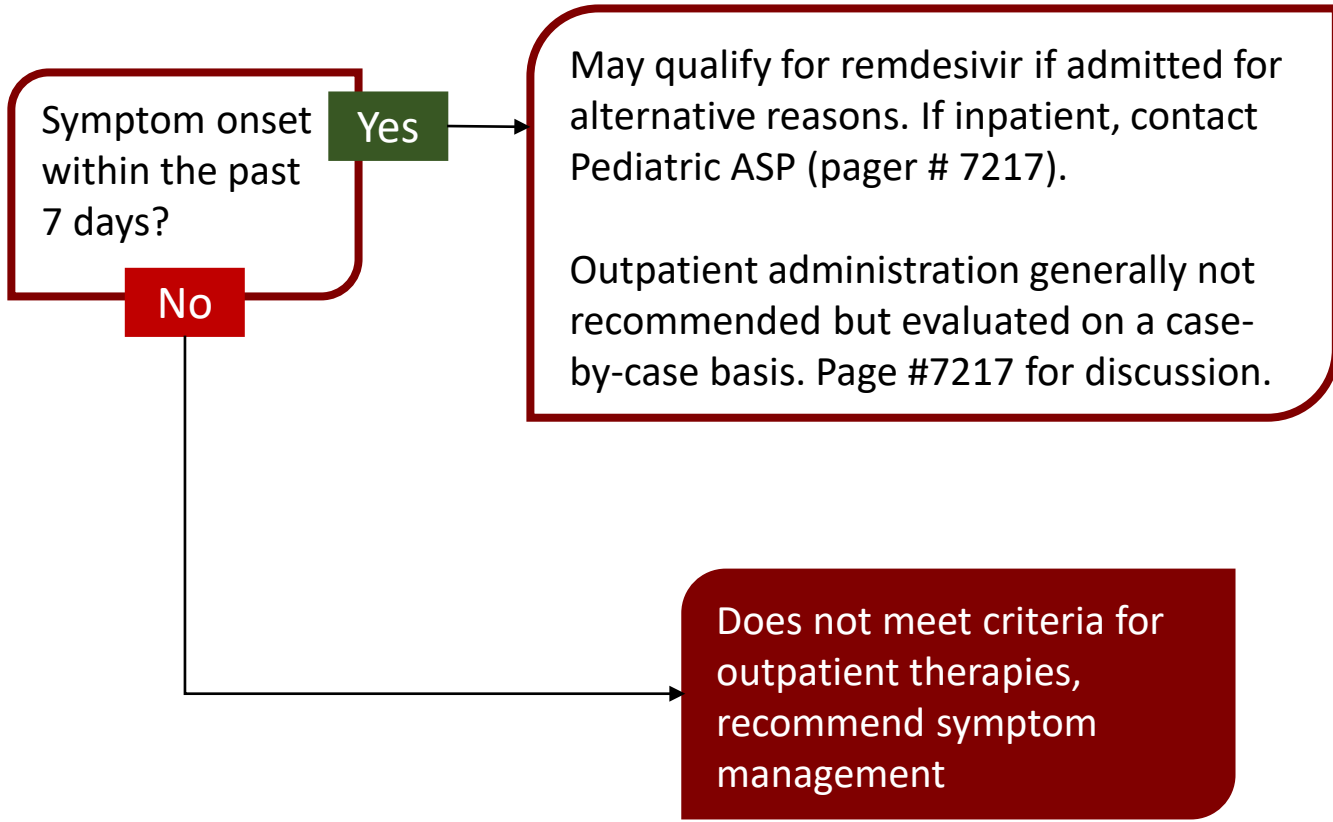 Symptom onset
within the past
7 days?
Yes
No
May qualify for remdesivir if admitted for
alternative reasons. If inpatient, contact
Pediatric ASP (pager # 7217).
Outpatient administration generally not
recommended but evaluated on a case-
by-case basis. Page #7217 for discussion.
Does not meet criteria for
outpatient therapies,
recommend symptom
management